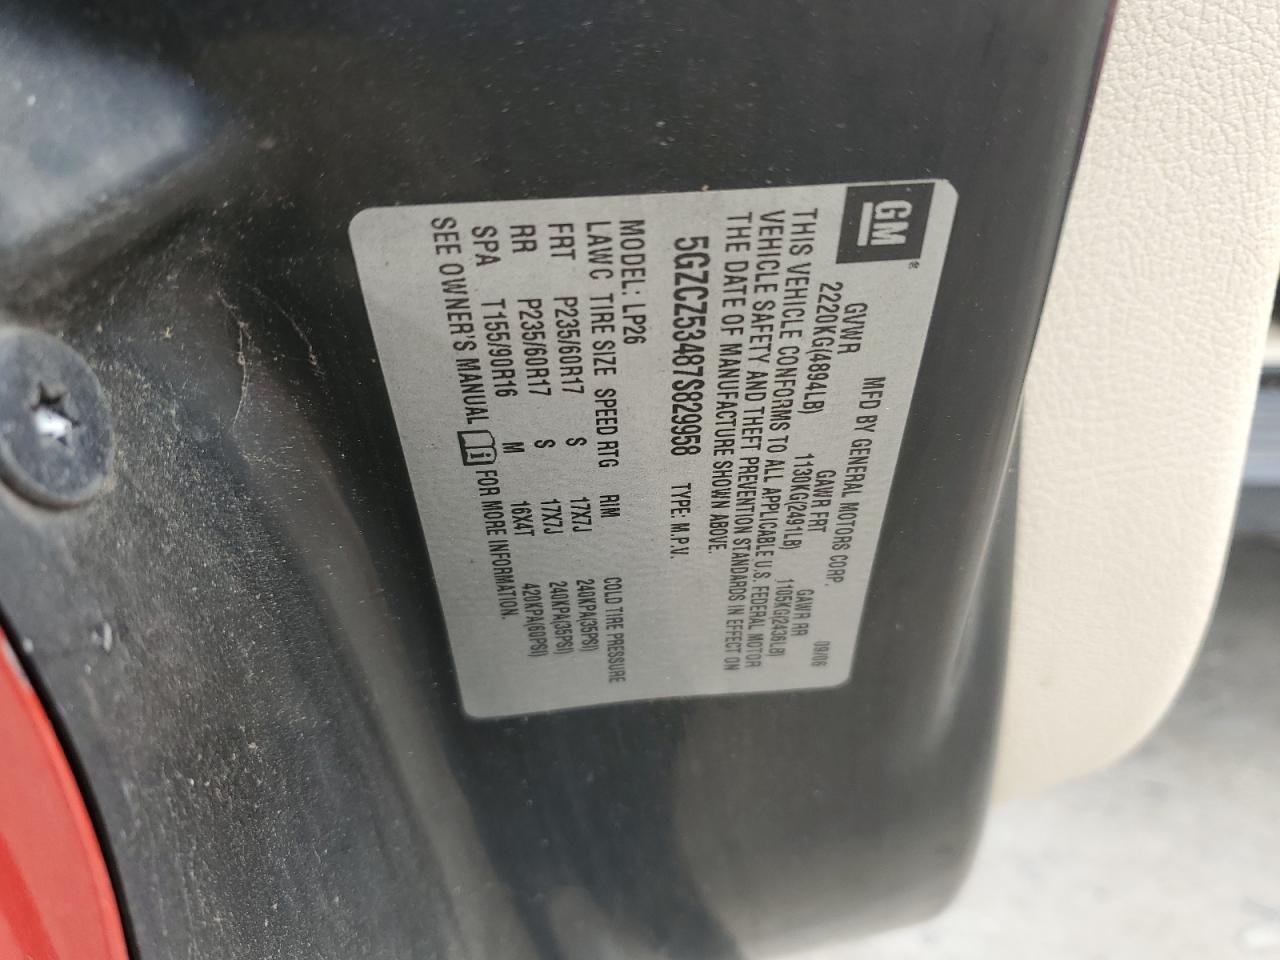 GM
MFD BY GENERAL MOTORS CORP. 09/06
GVWR GAWR FRT GAWR RR
2220KG(4894LB) 1130KG(2491LB) 1105KG(2436LB)
THIS VEHICLE CONFORMS TO ALL APPLICABLE U.S. FEDERAL MOTOR
VEHICLE SAFETY AND THEFT PREVENTION STANDARDS IN EFFECT ON
THE DATE OF MANUFACTURE SHOWN ABOVE.
5GZCZ53487S829958 TYPE: M.P.V.
MODEL: LP26
LAWC TIRE SIZE SPEED RTG RIM COLD TIRE PRESSURE
FRT P235/60R17 S 17X7J 240KPA(35PSI)
RR P235/60R17 S 17X7J 240KPA(35PSI)
SPA T155/90R16 M 16X4T 420KPA(60PSI)
SEE OWNER'S MANUAL i FOR MORE INFORMATION.